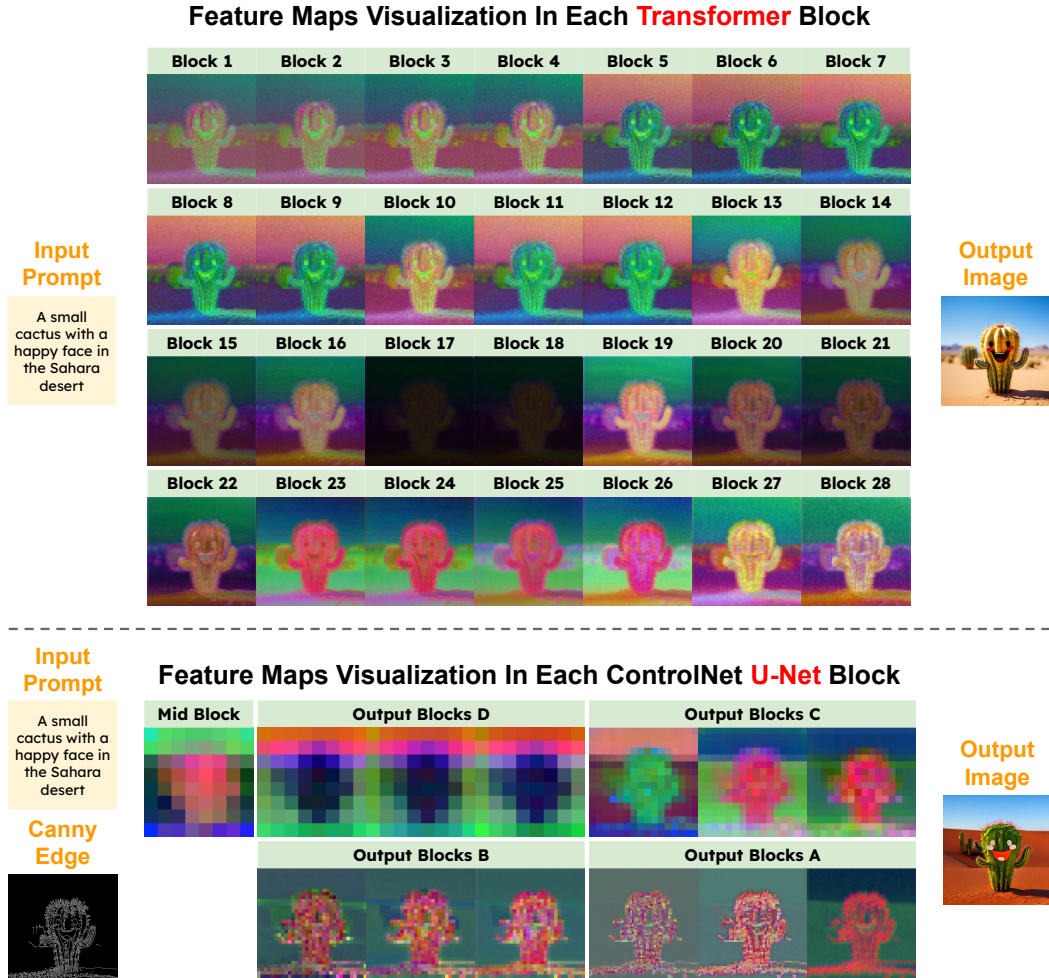 Feature Maps Visualization In Each Transformer Block
Block 1 Block 2 Block 3 Block 4 Block 5 Block 6 Block 7
Block 8 Block 9 Block 10 Block 11 Block 12 Block 13 Block 14
Input
Prompt
A small
cactus with a
happy face in
the Sahara
desert
Output
Image
Block 15 Block 16 Block 17 Block 18 Block 19 Block 20 Block 21
Block 22 Block 23 Block 24 Block 25 Block 26 Block 27 Block 28
Input
Prompt
A small
cactus with a
happy face in
the Sahara
desert
Canny
Edge
Feature Maps Visualization In Each ControlNet U-Net Block
Mid Block Output Blocks D Output Blocks C
Output Blocks B Output Blocks A
Output
Image